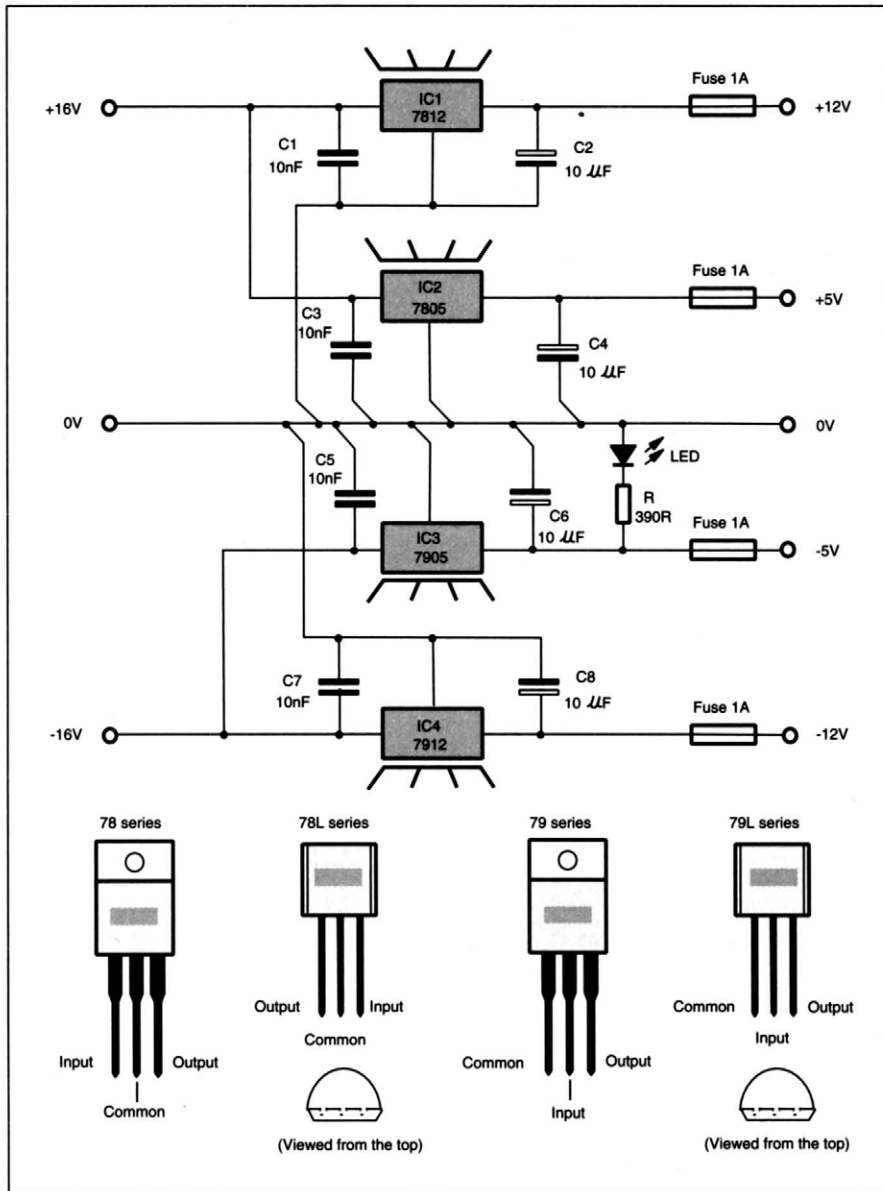 Fuse 1A
IC1
7812
+16V
+12V
C1
10nF
C2
10 μF
IC2
7805
Fuse 1A
C3
10nF
+5V
C4
10 μF
0V
0V
C5
10nF
LED
R
390R
C6
10 μF
IC3
7905
Fuse 1A
-5V
C7
10nF
C8
10 μF
IC4
7912
Fuse 1A
-16V
-12V
78 series
78L series
79 series
79L series
Input
Output
Common
Output
Input
Common
(Viewed from the top)
Common
Output
Input
Common
Output
Input
(Viewed from the top)